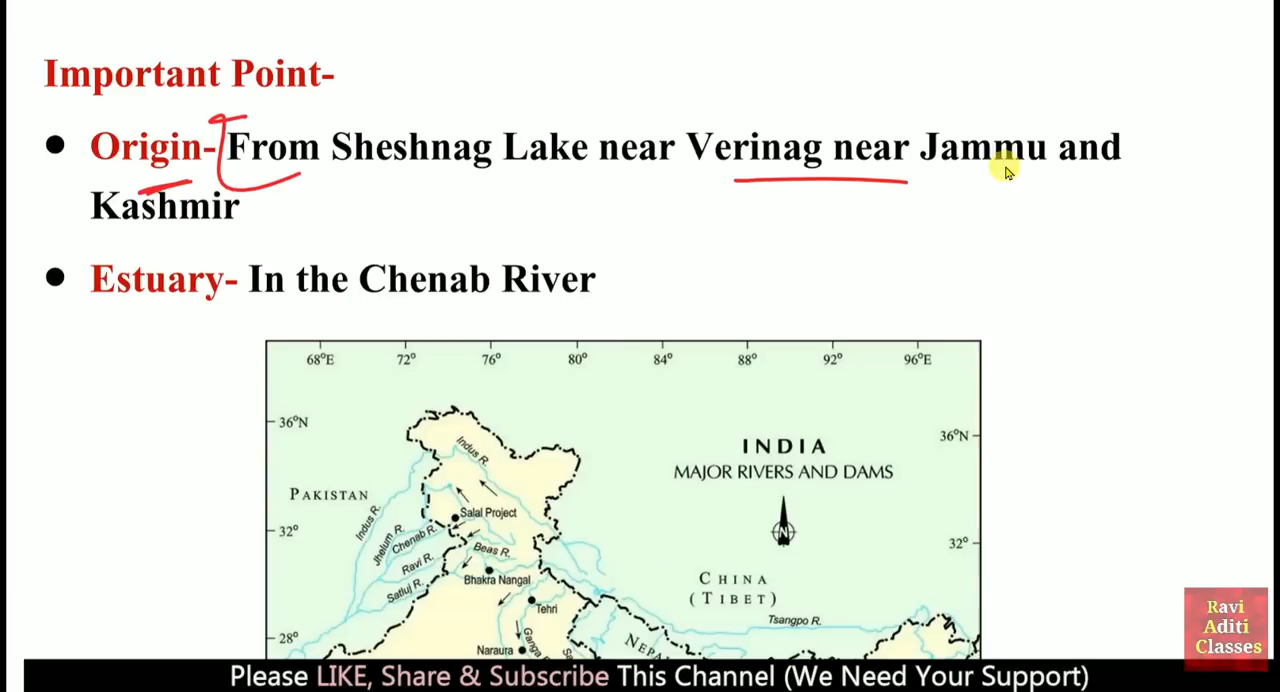 Important Point-
● Origin- From Sheshnag Lake near Verinag near Jammu and
Kashmir
● Estuary- In the Chenab River
68°E 72° 76° 80° 84° 88° 92° 96°E
36°N
36°N
INDIA
MAJOR RIVERS AND DAMS
Indus R.
PAKISTAN
Indus R.
Salal Project
N
32°
32°
Jhelum R.
Chenab R.
Beas R.
Ravi R.
Satluj R.
Bhakra Nangal
CHINA
(TIBET)
Tehri
Tsangpo R.
28°
Naraura
Ganga R.
Ravi
Aditi
Classes
Please LIKE, Share & Subscribe This Channel (We Need Your Support)